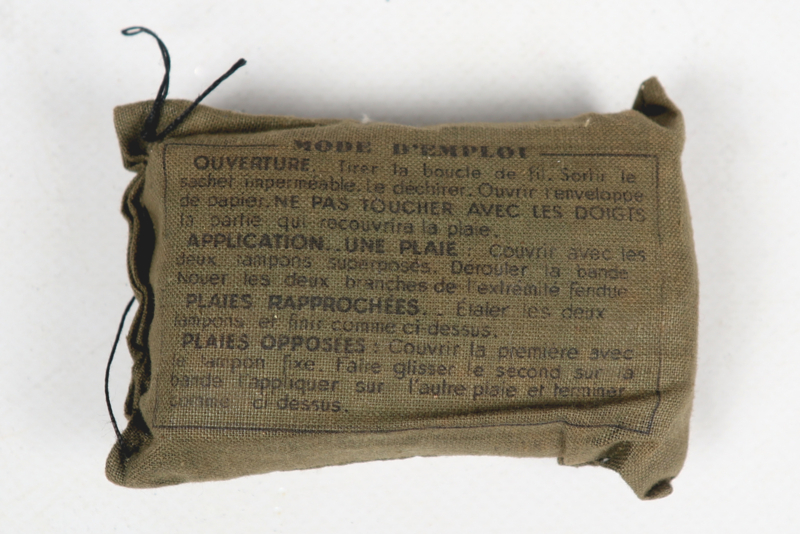 MODE D'EMPLOI
OUVERTURE. Tirer la boucle de fil. Sortir le
sachet imperméable. Le déchirer. Ouvrir l'enveloppe
de papier. NE PAS TOUCHER AVEC LES DOIGTS
la partie qui recouvrira la plaie.
APPLICATION. UNE PLAIE. Couvrir avec les
deux tampons superposés. Dérouler la bande.
Nouer les deux branches de l'extrémité fendue.
PLAIES RAPPROCHÉES. _ Étaler les deux
tampons et finir comme ci-dessus.
PLAIES OPPOSÉES : Couvrir la première avec
le tampon fixe. Faire glisser le second sur la
bande l'appliquer sur l'autre plaie et terminer
comme ci dessus.